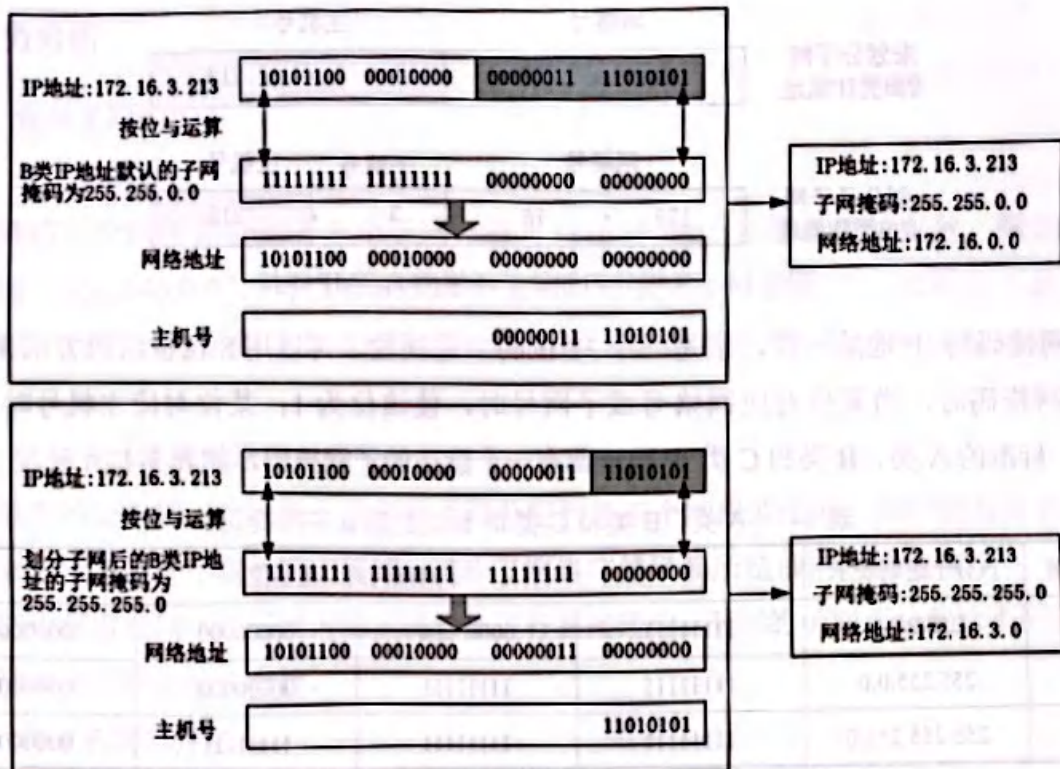 IP地址:172.16.3.213
10101100 00010000 00000011 11010101
按位与运算
B类IP地址默认的子网
掩码为255.255.0.0
11111111 11111111 00000000 00000000
网络地址
10101100 00010000 00000000 00000000
主机号
00000011 11010101
IP地址:172.16.3.213
子网掩码:255.255.0.0
网络地址:172.16.0.0
IP地址:172.16.3.213
10101100 00010000 00000011 11010101
按位与运算
划分子网后的B类IP地
址的子网掩码为
255.255.255.0
11111111 11111111 11111111 00000000
网络地址
10101100 00010000 00000011 00000000
主机号
11010101
IP地址:172.16.3.213
子网掩码:255.255.255.0
网络地址:172.16.3.0